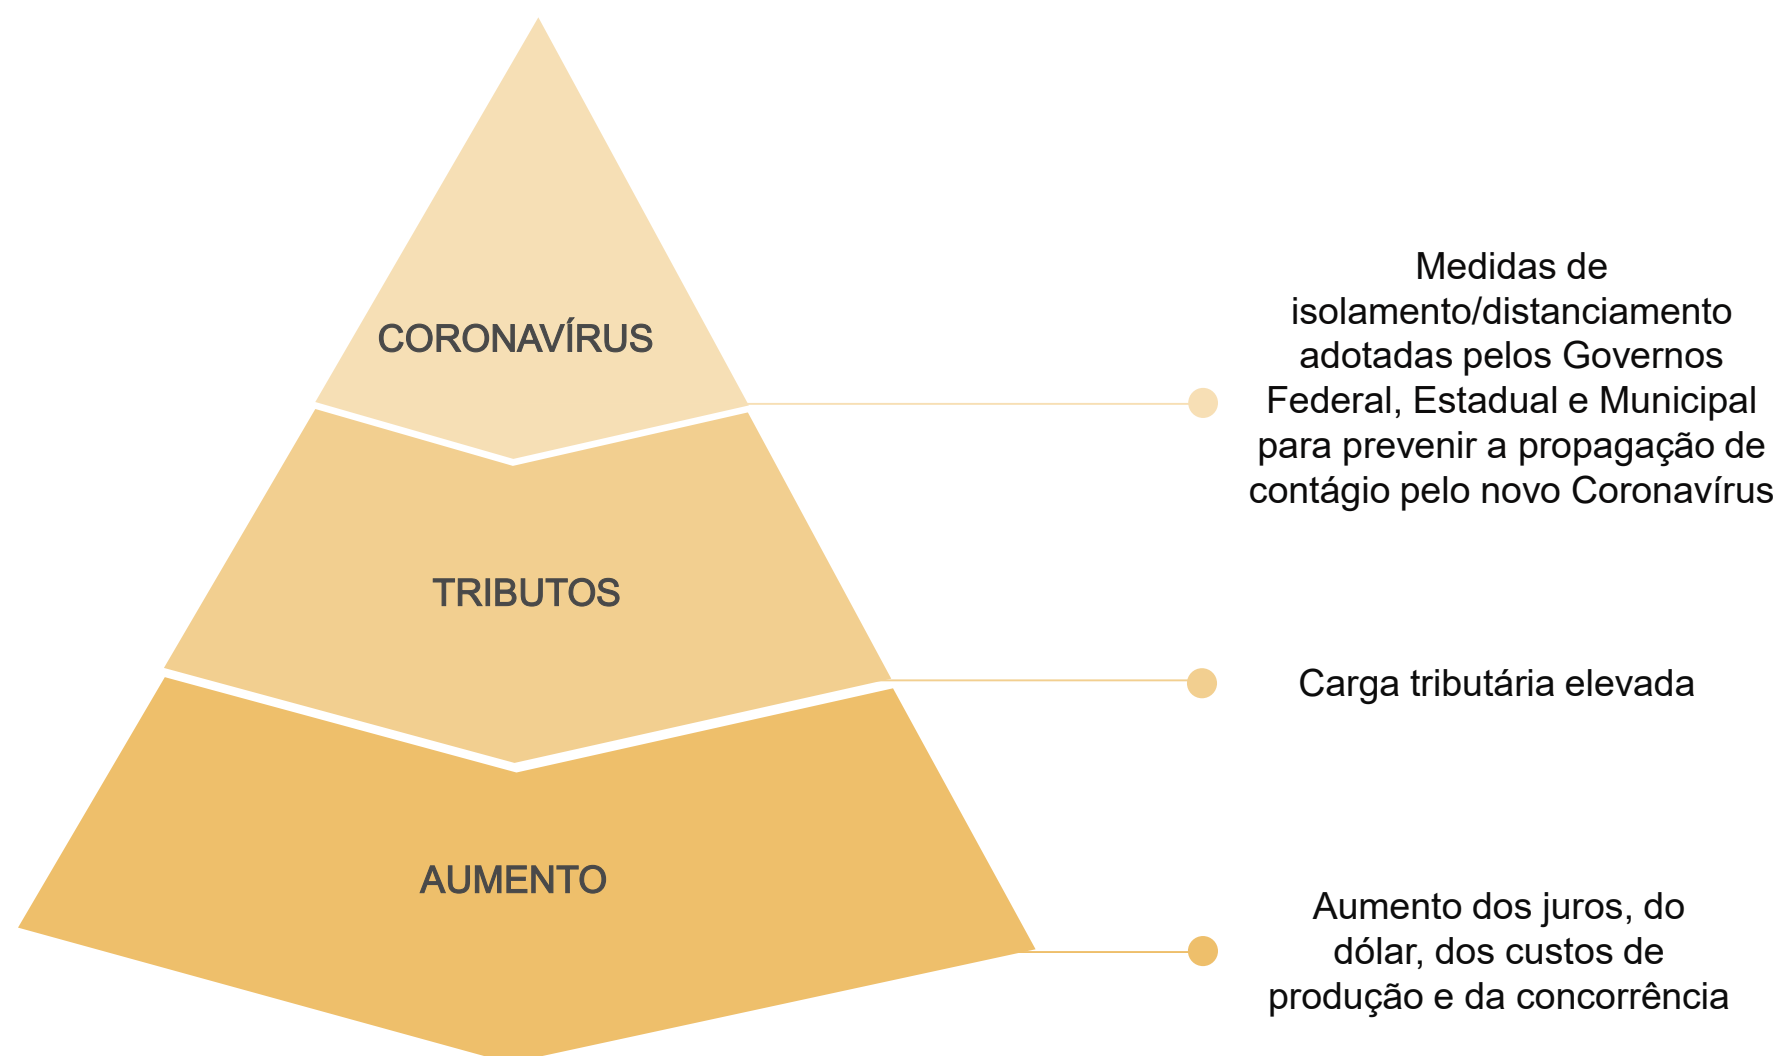 CORONAVÍRUS
Medidas de
isolamento/distanciamento
adotadas pelos Governos
Federal, Estadual e Municipal
para prevenir a propagação de
contágio pelo novo Coronavírus
TRIBUTOS
Carga tributária elevada
AUMENTO
Aumento dos juros, do
dólar, dos custos de
produção e da concorrência